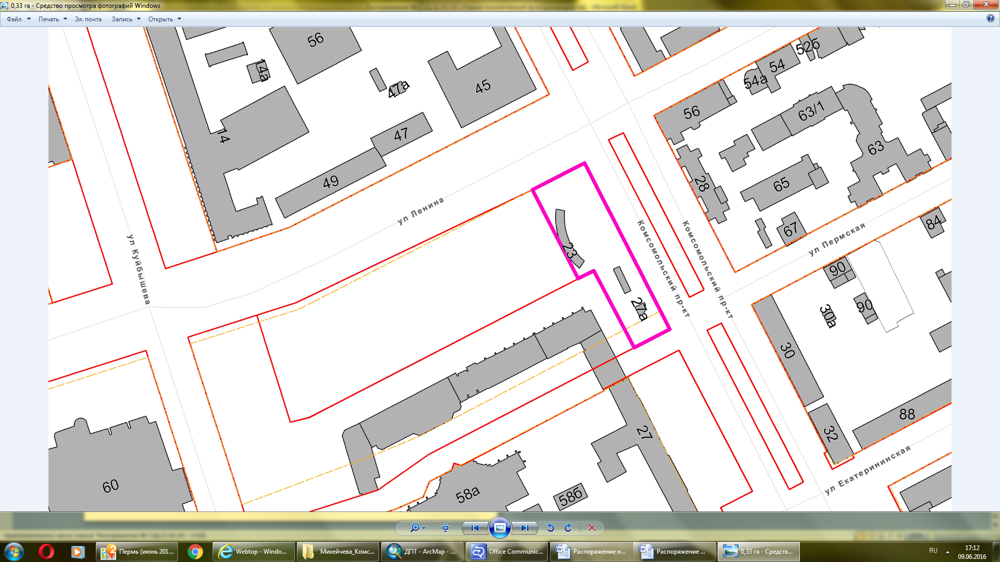 0,33 га - Средство просмотра фотографий Windows
Файл Печать Эл. почта Запись Открыть
56
14а
47а
45
14
47
49
ул Ленина
ул Куйбышева
52б
54
54а
56
63/1
63
28
65
67
84
ул Пермская
Комсомольский пр-кт
Комсомольский пр-кт
23
27а
90
90
30а
30
88
32
27
ул Екатерининская
60
58а
58б
Пермь (июнь 201...
Webtop - Windo...
Михейчева_Комс...
ДПТ - ArcMap - ...
Office Communic...
Распоряжение н...
Распоряжение ...
0,33 га - Средств...
RU
17:12
09.06.2016